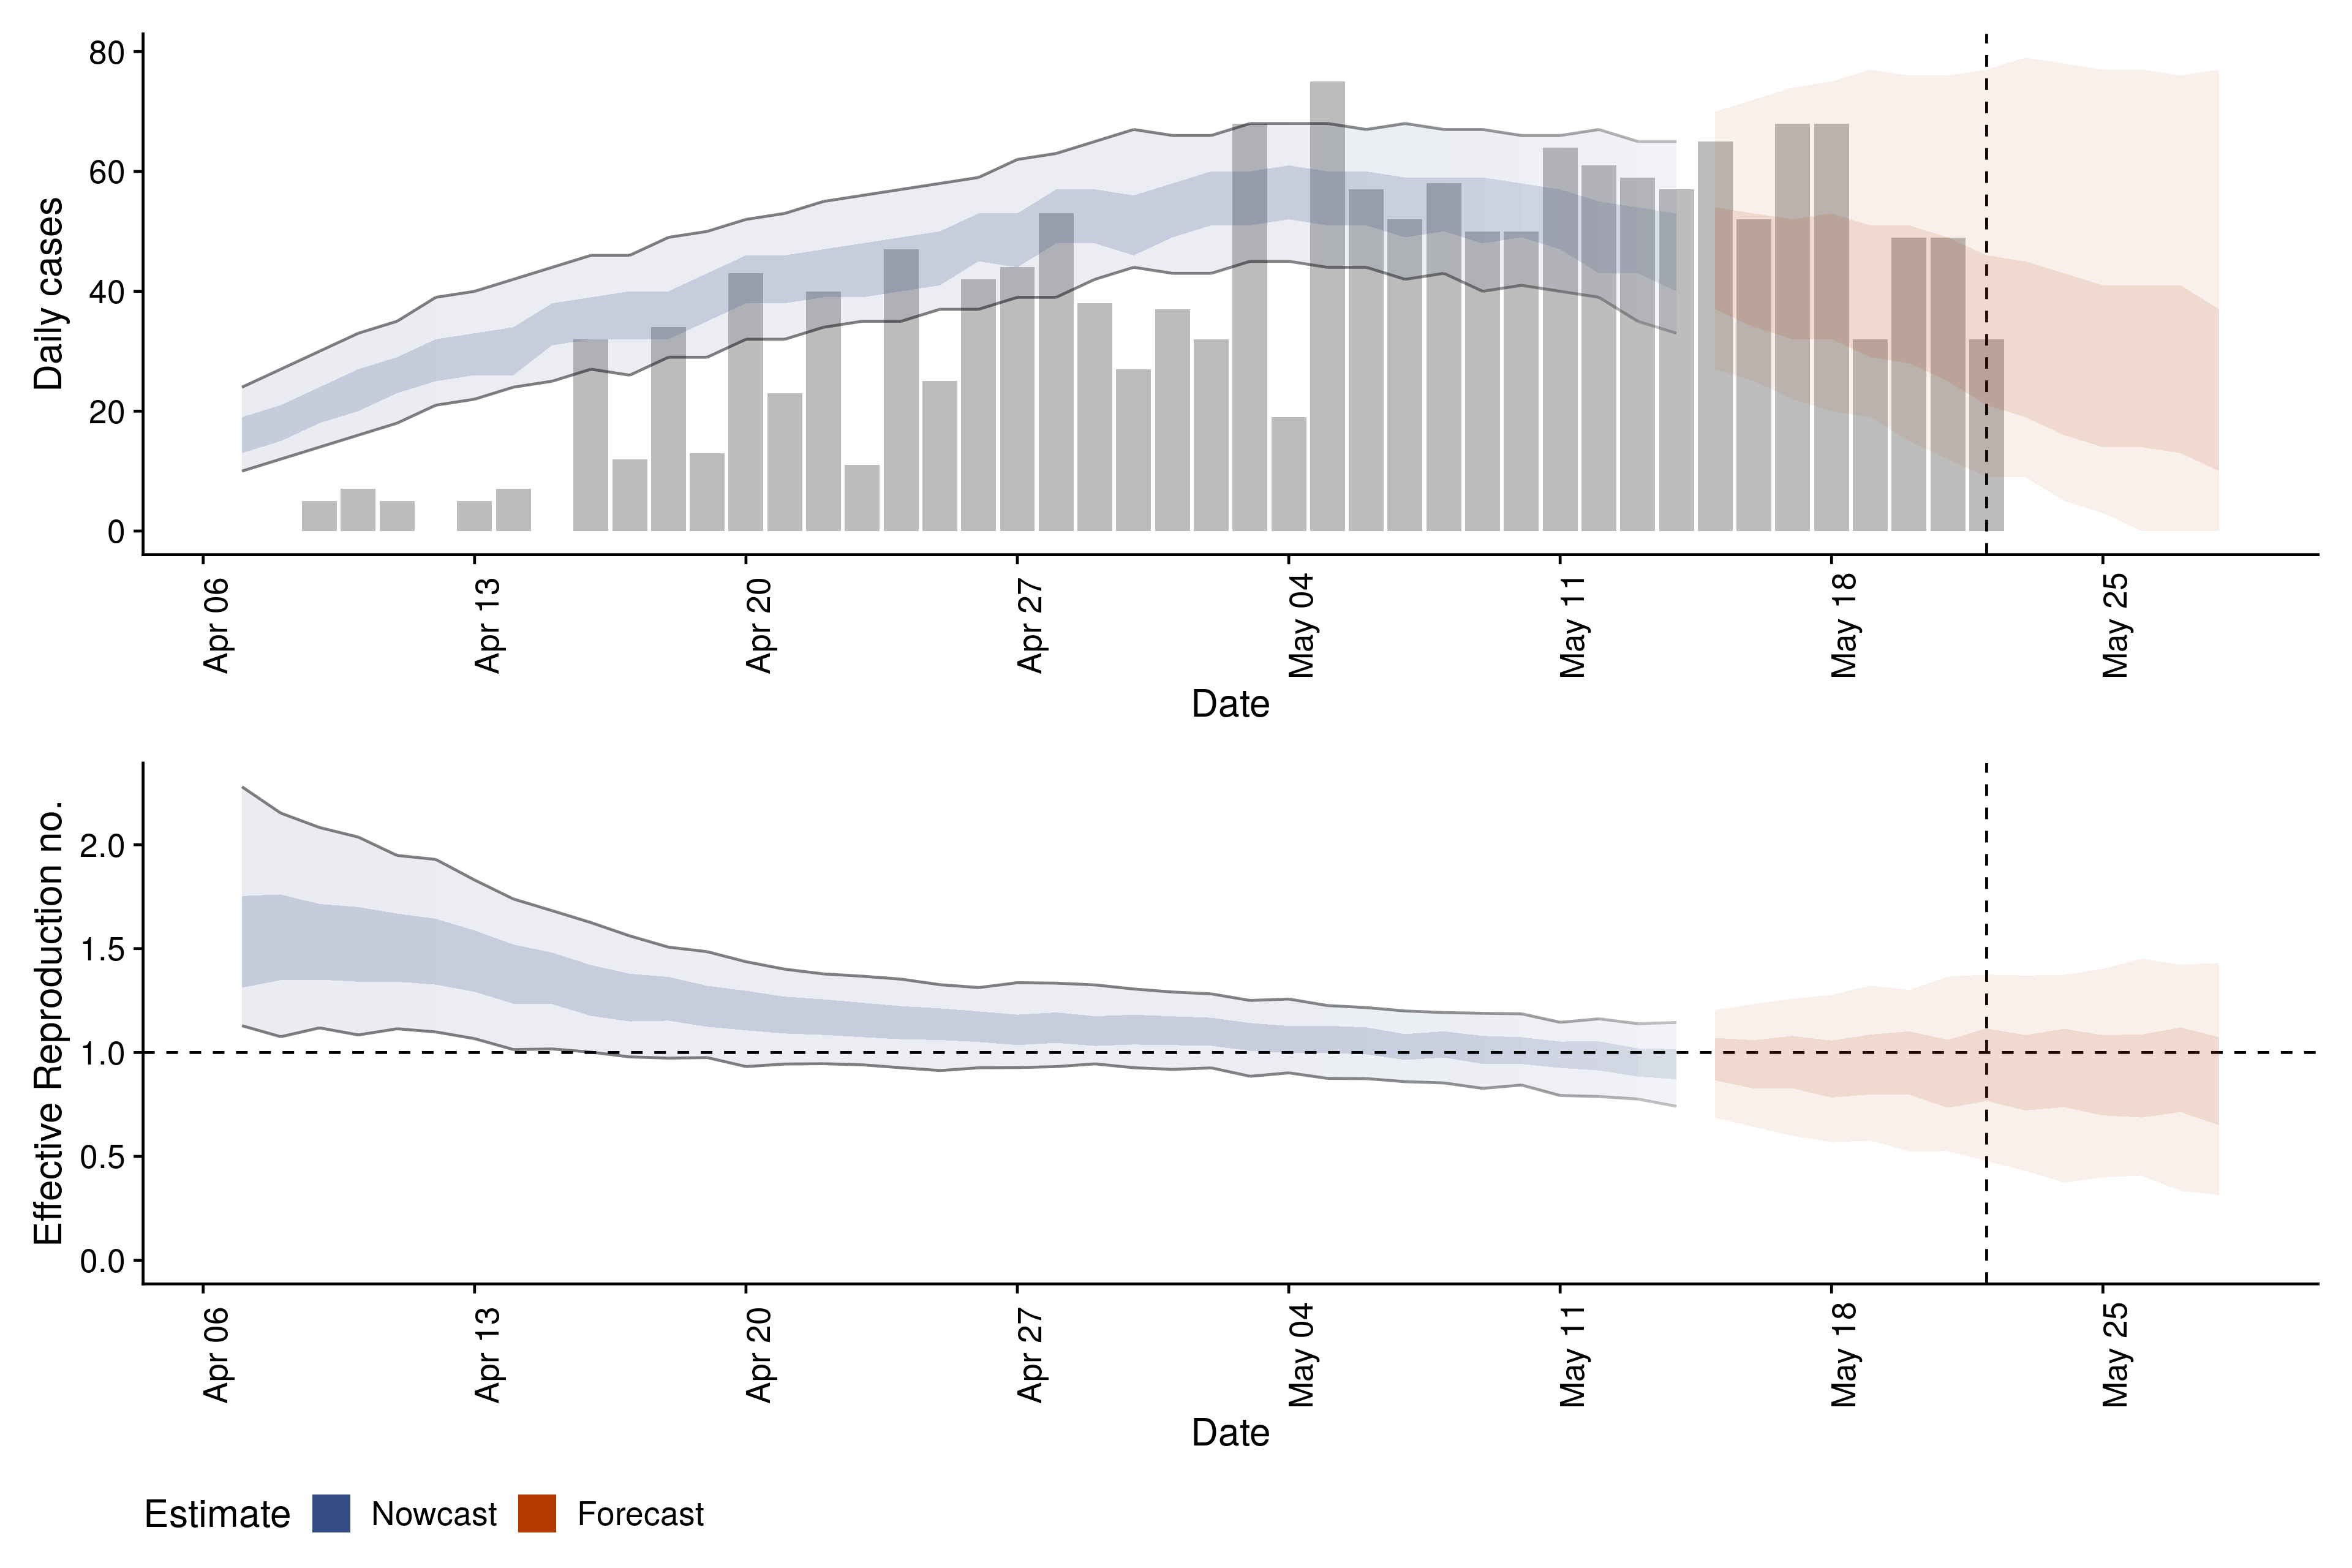 Daily cases
80
60
40
20
0
Apr 06
Apr 13
Apr 20
Apr 27
May 04
May 11
May 18
May 25
Date
Effective Reproduction no.
2.0
1.5
1.0
0.5
0.0
Apr 06
Apr 13
Apr 20
Apr 27
May 04
May 11
May 18
May 25
Date
Estimate Nowcast Forecast